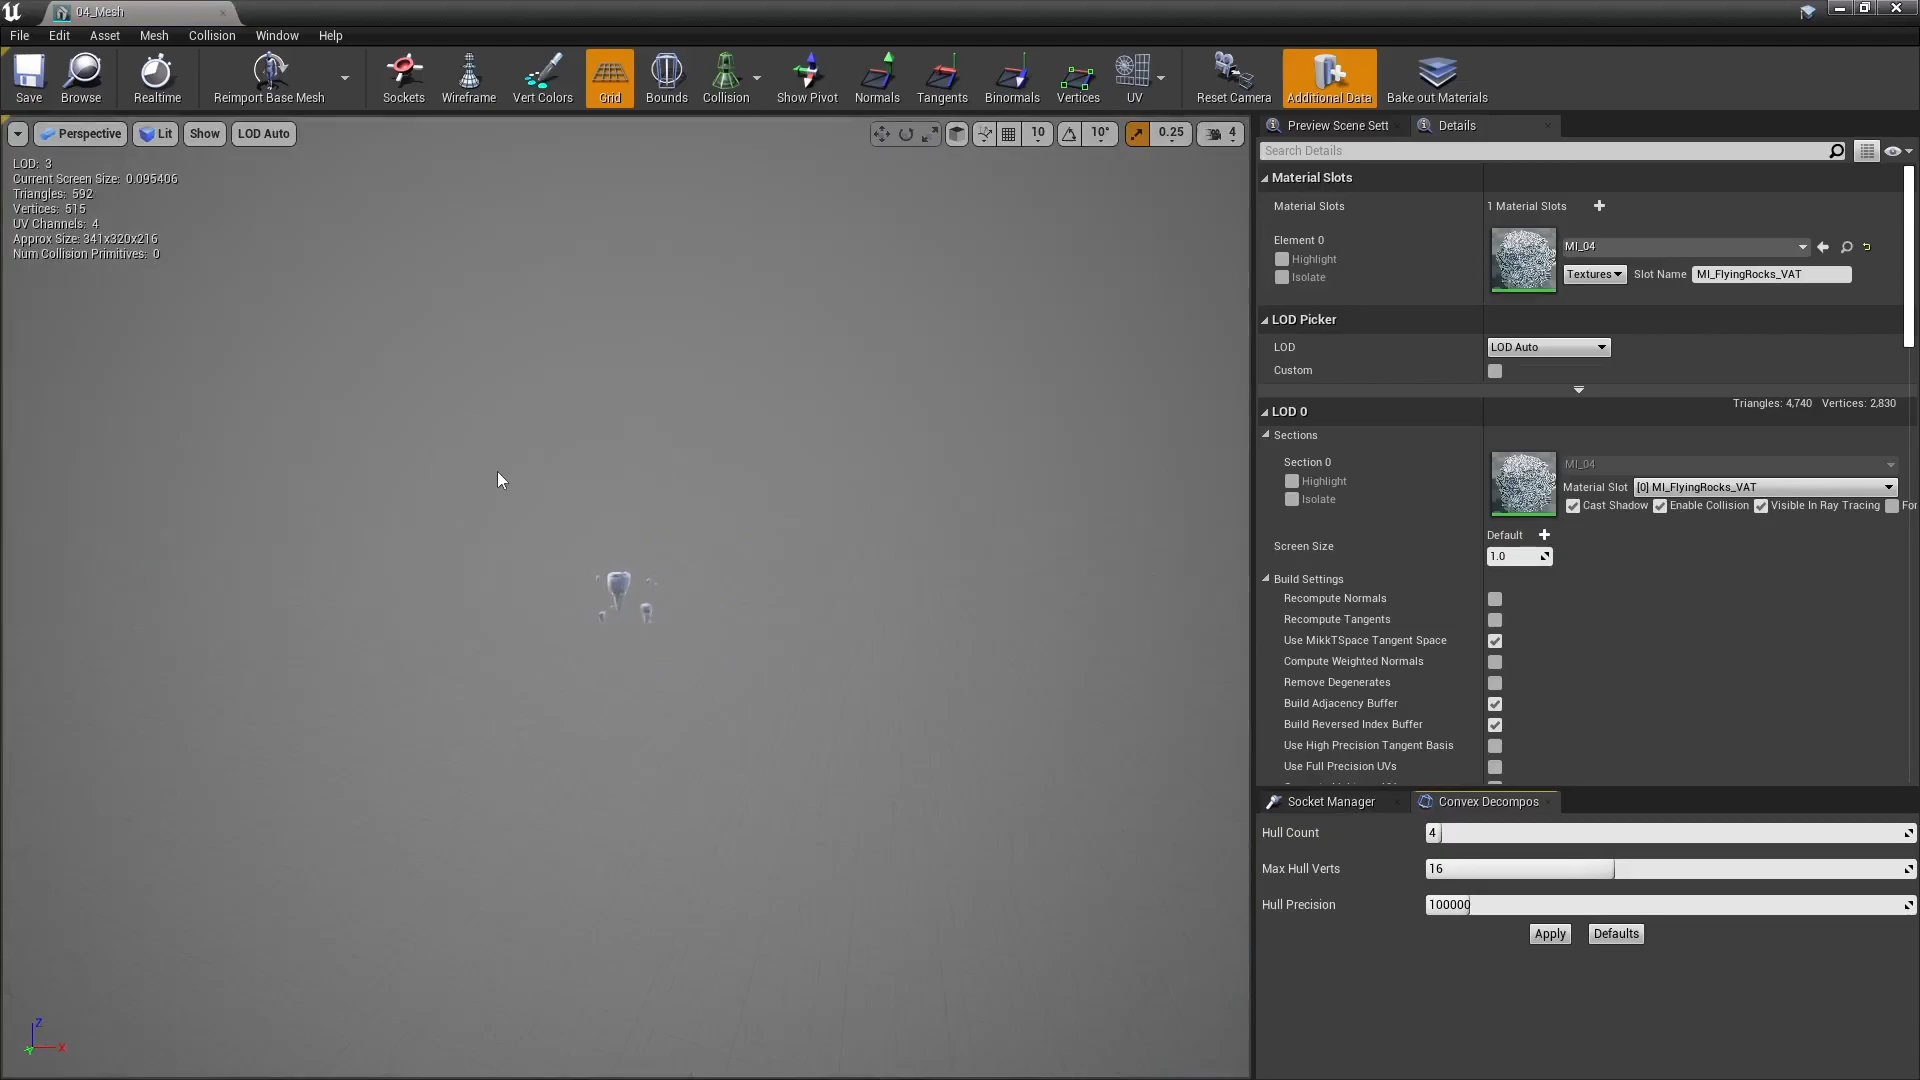 04_Mesh
File Edit Asset Mesh Collision Window Help
Save Browse Realtime Reimport Base Mesh Sockets Wireframe Vert Colors Grid Bounds Collision Show Pivot Normals Tangents Binormals Vertices UV Reset Camera Additional Data Bake out Materials
Perspective Lit Show LOD Auto 10 10° 0.25 4
LOD: 3
Current Screen Size: 0.095406
Triangles: 592
Vertices: 515
UV Channels: 4
Approx Size: 341x320x216
Num Collision Primitives: 0
Z
X
Y
Preview Scene Sett Details
Search Details
Material Slots
Material Slots 1 Material Slots
Element 0 MI_04
Highlight
Isolate Textures Slot Name MI_FlyingRocks_VAT
LOD Picker
LOD LOD Auto
Custom
Triangles: 4,740 Vertices: 2,830
LOD 0
Sections
Section 0 MI_04
Highlight Material Slot [0] MI_FlyingRocks_VAT
Isolate Cast Shadow Enable Collision Visible In Ray Tracing For
Default
Screen Size 1.0
Build Settings
Recompute Normals
Recompute Tangents
Use MikkTSpace Tangent Space
Compute Weighted Normals
Remove Degenerates
Build Adjacency Buffer
Build Reversed Index Buffer
Use High Precision Tangent Basis
Use Full Precision UVs
Socket Manager Convex Decompos
Hull Count 4
Max Hull Verts 16
Hull Precision 100000
Apply Defaults